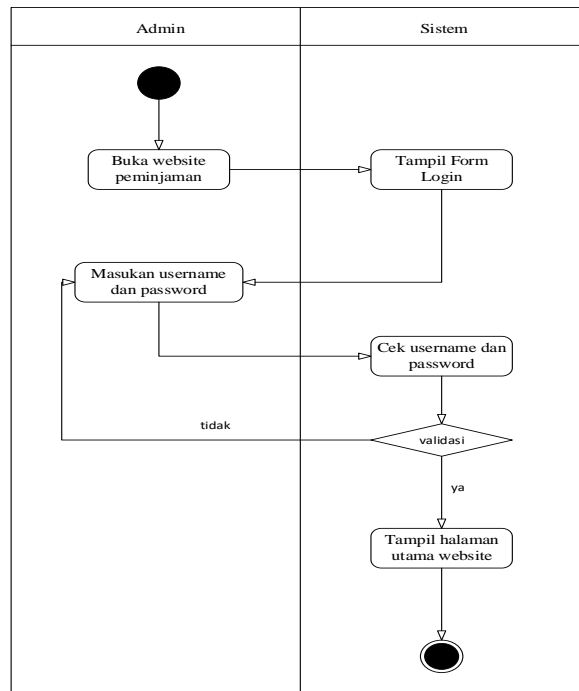 Admin
Sistem
Buka website
peminjaman
Tampil Form
Login
Masukan username
dan password
Cek username dan
password
tidak
validasi
ya
Tampil halaman
utama website